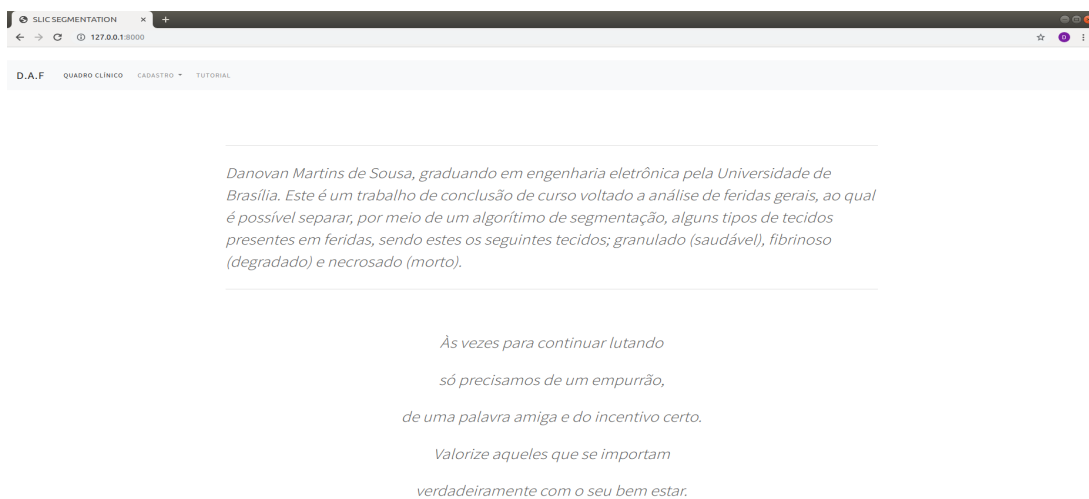 SLIC SEGMENTATION
127.0.0.1:8000
D
D.A.F QUADRO CLÍNICO CADASTRO TUTORIAL
Danovan Martins de Sousa, graduando em engenharia eletrônica pela Universidade de
Brasília. Este é um trabalho de conclusão de curso voltado a análise de feridas gerais, ao qual
é possível separar, por meio de um algorítimo de segmentação, alguns tipos de tecidos
presentes em feridas, sendo estes os seguintes tecidos; granulado (saudável), fibrinoso
(degradado) e necrosado (morto).
Às vezes para continuar lutando
só precisamos de um empurrão,
de uma palavra amiga e do incentivo certo.
Valorize aqueles que se importam
verdadeiramente com o seu bem estar.